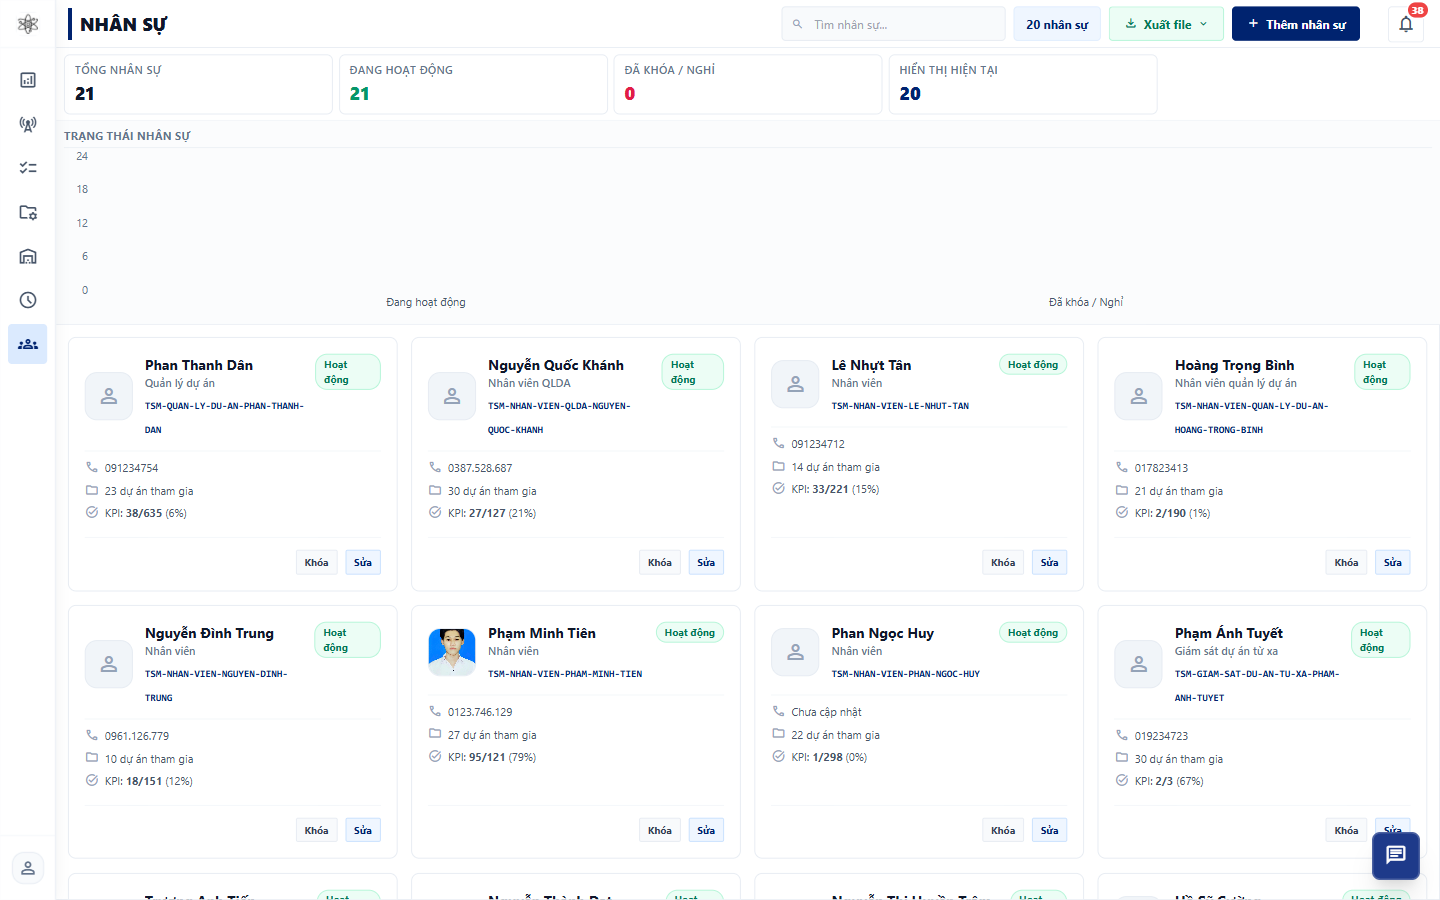 NHÂN SỰ
Tìm nhân sự...
20 nhân sự
Xuất file
+ Thêm nhân sự
38
TỔNG NHÂN SỰ
21
ĐANG HOẠT ĐỘNG
21
ĐÃ KHÓA / NGHỈ
0
HIỂN THỊ HIỆN TẠI
20
TRẠNG THÁI NHÂN SỰ
24
18
12
6
0
Đang hoạt động
Đã khóa / Nghỉ
Phan Thanh Dân
Quản lý dự án
TSM-QUAN-LY-DU-AN-PHAN-THANH-
DAN
Hoạt
động
091234754
23 dự án tham gia
KPI: 38/635 (6%)
Khóa
Sửa
Nguyễn Quốc Khánh
Nhân viên QLDA
TSM-NHAN-VIEN-QLDA-NGUYEN-
QUOC-KHANH
Hoạt
động
0387.528.687
30 dự án tham gia
KPI: 27/127 (21%)
Khóa
Sửa
Lê Nhựt Tân
Nhân viên
TSM-NHAN-VIEN-LE-NHUT-TAN
Hoạt động
091234712
14 dự án tham gia
KPI: 33/221 (15%)
Khóa
Sửa
Hoàng Trọng Bình
Nhân viên quản lý dự án
TSM-NHAN-VIEN-QUAN-LY-DU-AN-
HOANG-TRONG-BINH
Hoạt
động
017823413
21 dự án tham gia
KPI: 2/190 (1%)
Khóa
Sửa
Nguyễn Đình Trung
Nhân viên
TSM-NHAN-VIEN-NGUYEN-DINH-
TRUNG
Hoạt
động
0961.126.779
10 dự án tham gia
KPI: 18/151 (12%)
Khóa
Sửa
Phạm Minh Tiên
Nhân viên
TSM-NHAN-VIEN-PHAM-MINH-TIEN
Hoạt động
0123.746.129
27 dự án tham gia
KPI: 95/121 (79%)
Khóa
Sửa
Phan Ngọc Huy
Nhân viên
TSM-NHAN-VIEN-PHAN-NGOC-HUY
Hoạt động
Chưa cập nhật
22 dự án tham gia
KPI: 1/298 (0%)
Khóa
Sửa
Phạm Ánh Tuyết
Giám sát dự án từ xa
TSM-GIAM-SAT-DU-AN-TU-XA-PHAM-
ANH-TUYET
Hoạt
động
019234723
30 dự án tham gia
KPI: 2/3 (67%)
Khóa
Sửa
Hoạt
Hoạt
Hoạt
Hoạt động